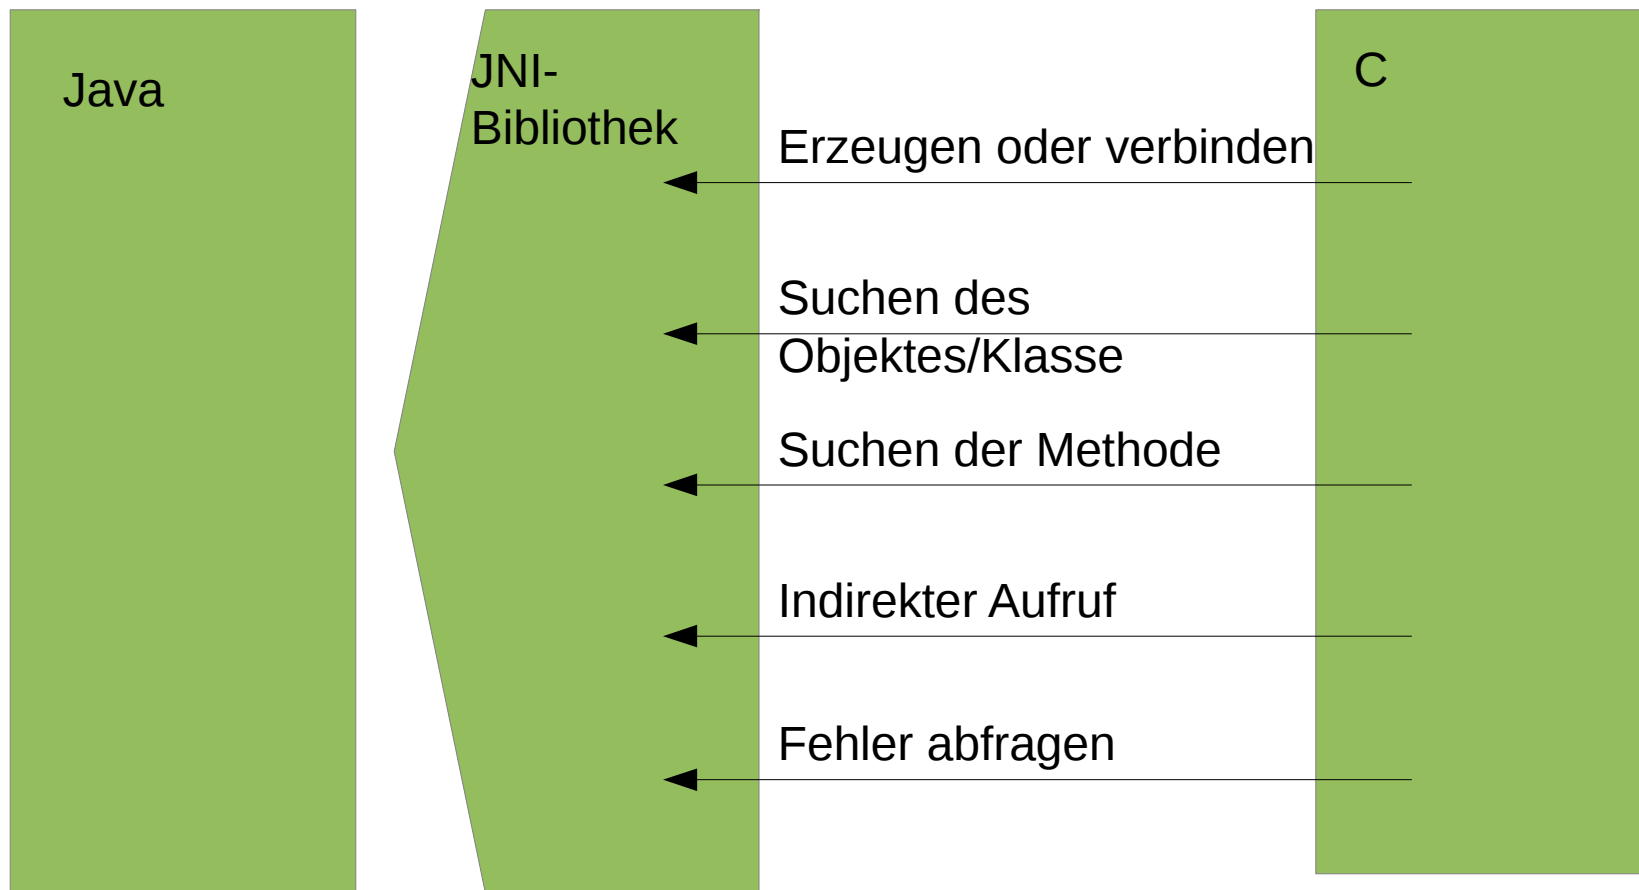 Java
JNI-
Bibliothek
C
Erzeugen oder verbinden
Suchen des
Objektes/Klasse
Suchen der Methode
Indirekter Aufruf
Fehler abfragen